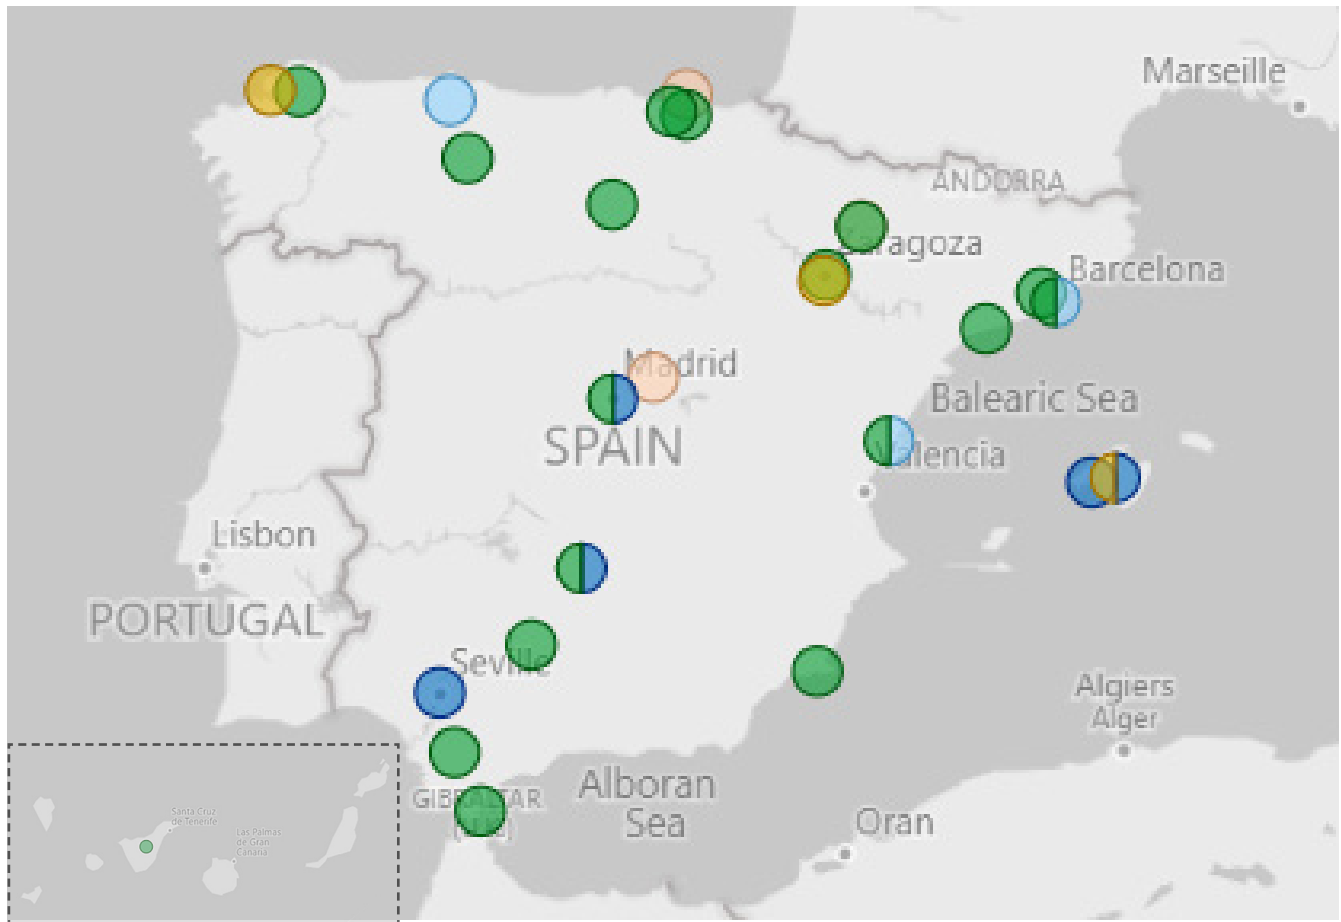 Marseille
ANDORRA
Zaragoza
Barcelona
Madrid
Balearic Sea
SPAIN
Valencia
Lisbon
PORTUGAL
Seville
Algiers
Alger
Alboran
Sea
GIBRALTAR
Oran
Santa Cruz
de Tenerife
Las Palmas
de Gran
Canaria